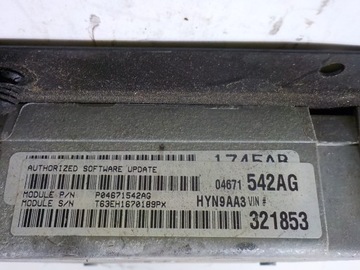 1745AB
AUTHORIZED SOFTWARE UPDATE
04671 542AG
MODULE P/N P04671542AG
HYN9AA3 VIN #
MODULE S/N T63EH1670189PX
321853